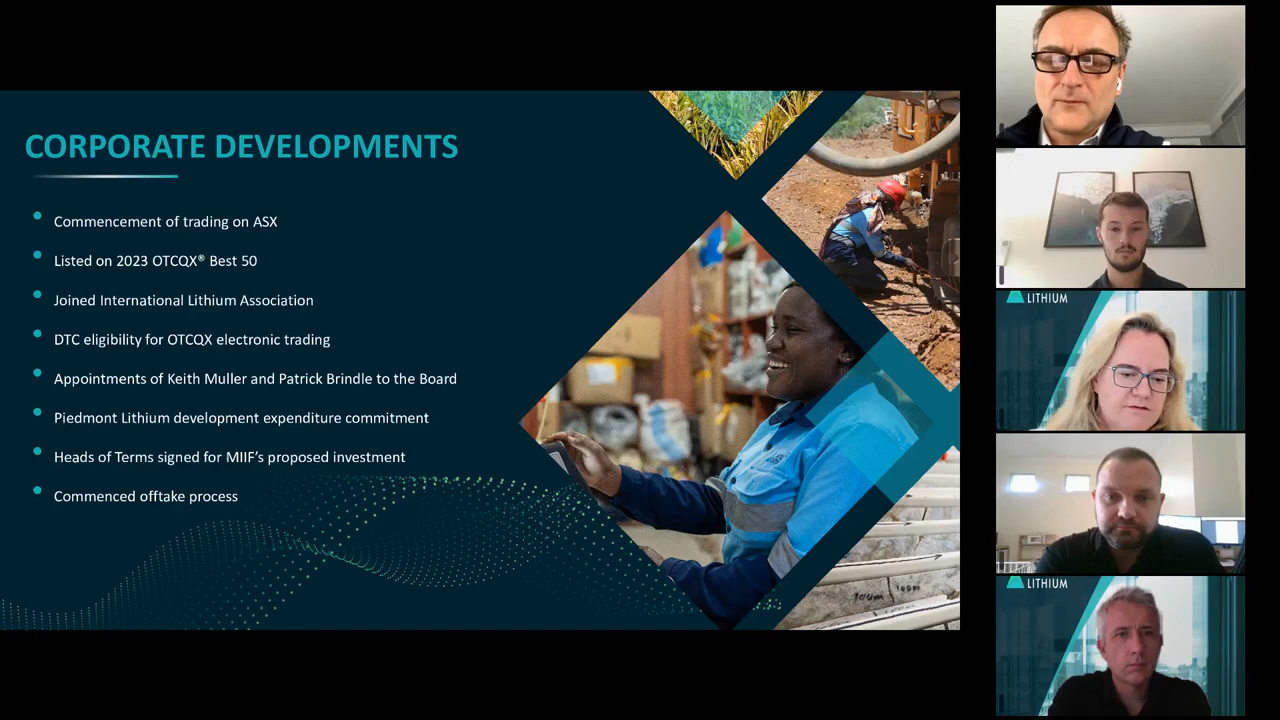 CORPORATE DEVELOPMENTS
Commencement of trading on ASX
Listed on 2023 OTCQX® Best 50
Joined International Lithium Association
DTC eligibility for OTCQX electronic trading
Appointments of Keith Muller and Patrick Brindle to the Board
Piedmont Lithium development expenditure commitment
Heads of Terms signed for MIIF's proposed investment
Commenced offtake process
LITHIUM
LITHIUM